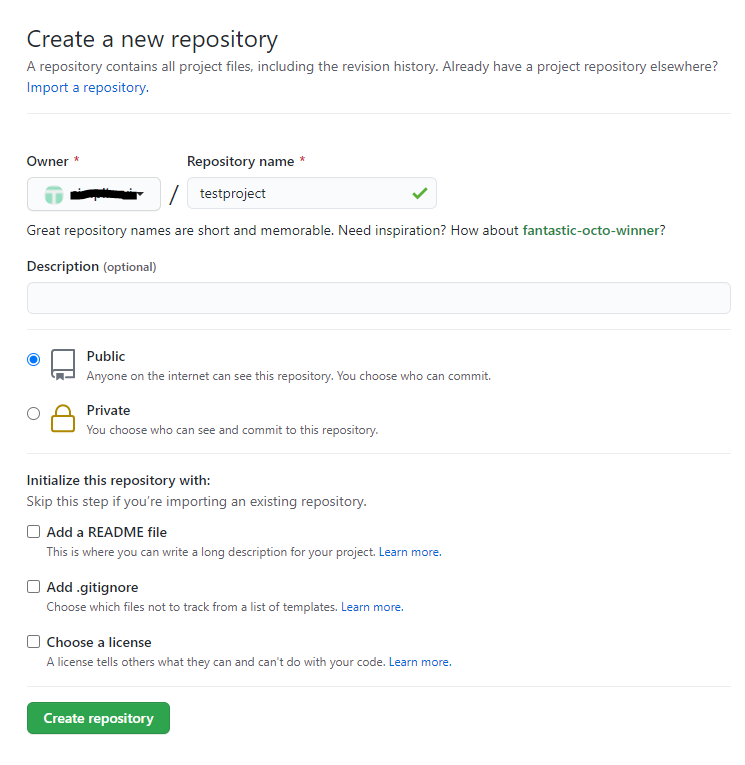 Create a new repository
A repository contains all project files, including the revision history. Already have a project repository elsewhere?
Import a repository.
Owner * Repository name *
/ testproject
Great repository names are short and memorable. Need inspiration? How about fantastic-octo-winner?
Description (optional)
Public
Anyone on the internet can see this repository. You choose who can commit.
Private
You choose who can see and commit to this repository.
Initialize this repository with:
Skip this step if you're importing an existing repository.
Add a README file
This is where you can write a long description for your project. Learn more.
Add .gitignore
Choose which files not to track from a list of templates. Learn more.
Choose a license
A license tells others what they can and can't do with your code. Learn more.
Create repository